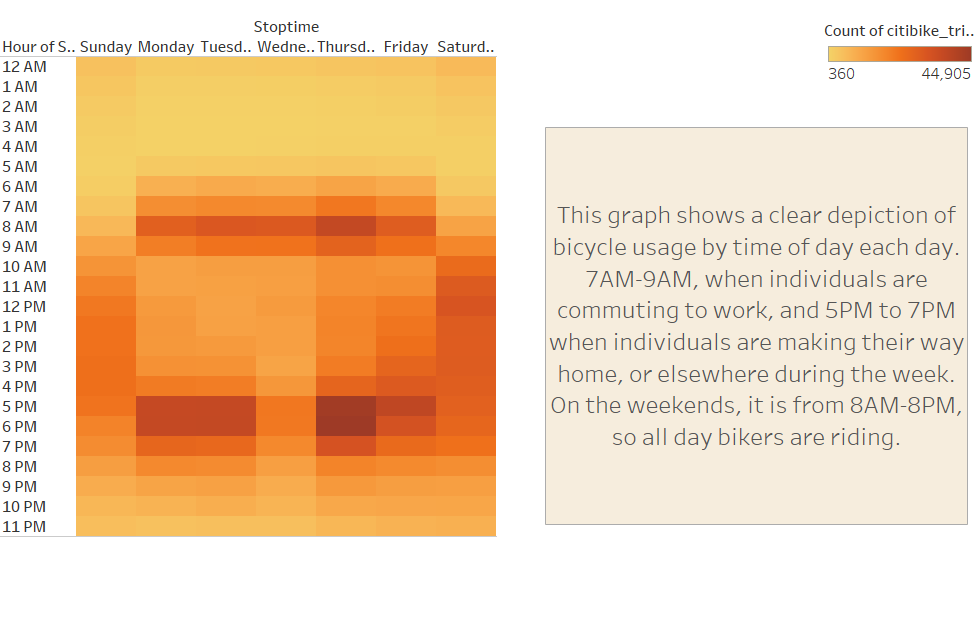 Stoptime
Hour of S.. Sunday Monday Tuesd.. Wedne.. Thursd.. Friday Saturd..
12 AM
1 AM
2 AM
3 AM
4 AM
5 AM
6 AM
7 AM
8 AM
9 AM
10 AM
11 AM
12 PM
1 PM
2 PM
3 PM
4 PM
5 PM
6 PM
7 PM
8 PM
9 PM
10 PM
11 PM
Count of citibike_tri..
360 44,905
This graph shows a clear depiction of
bicycle usage by time of day each day.
7AM-9AM, when individuals are
commuting to work, and 5PM to 7PM
when individuals are making their way
home, or elsewhere during the week.
On the weekends, it is from 8AM-8PM,
so all day bikers are riding.